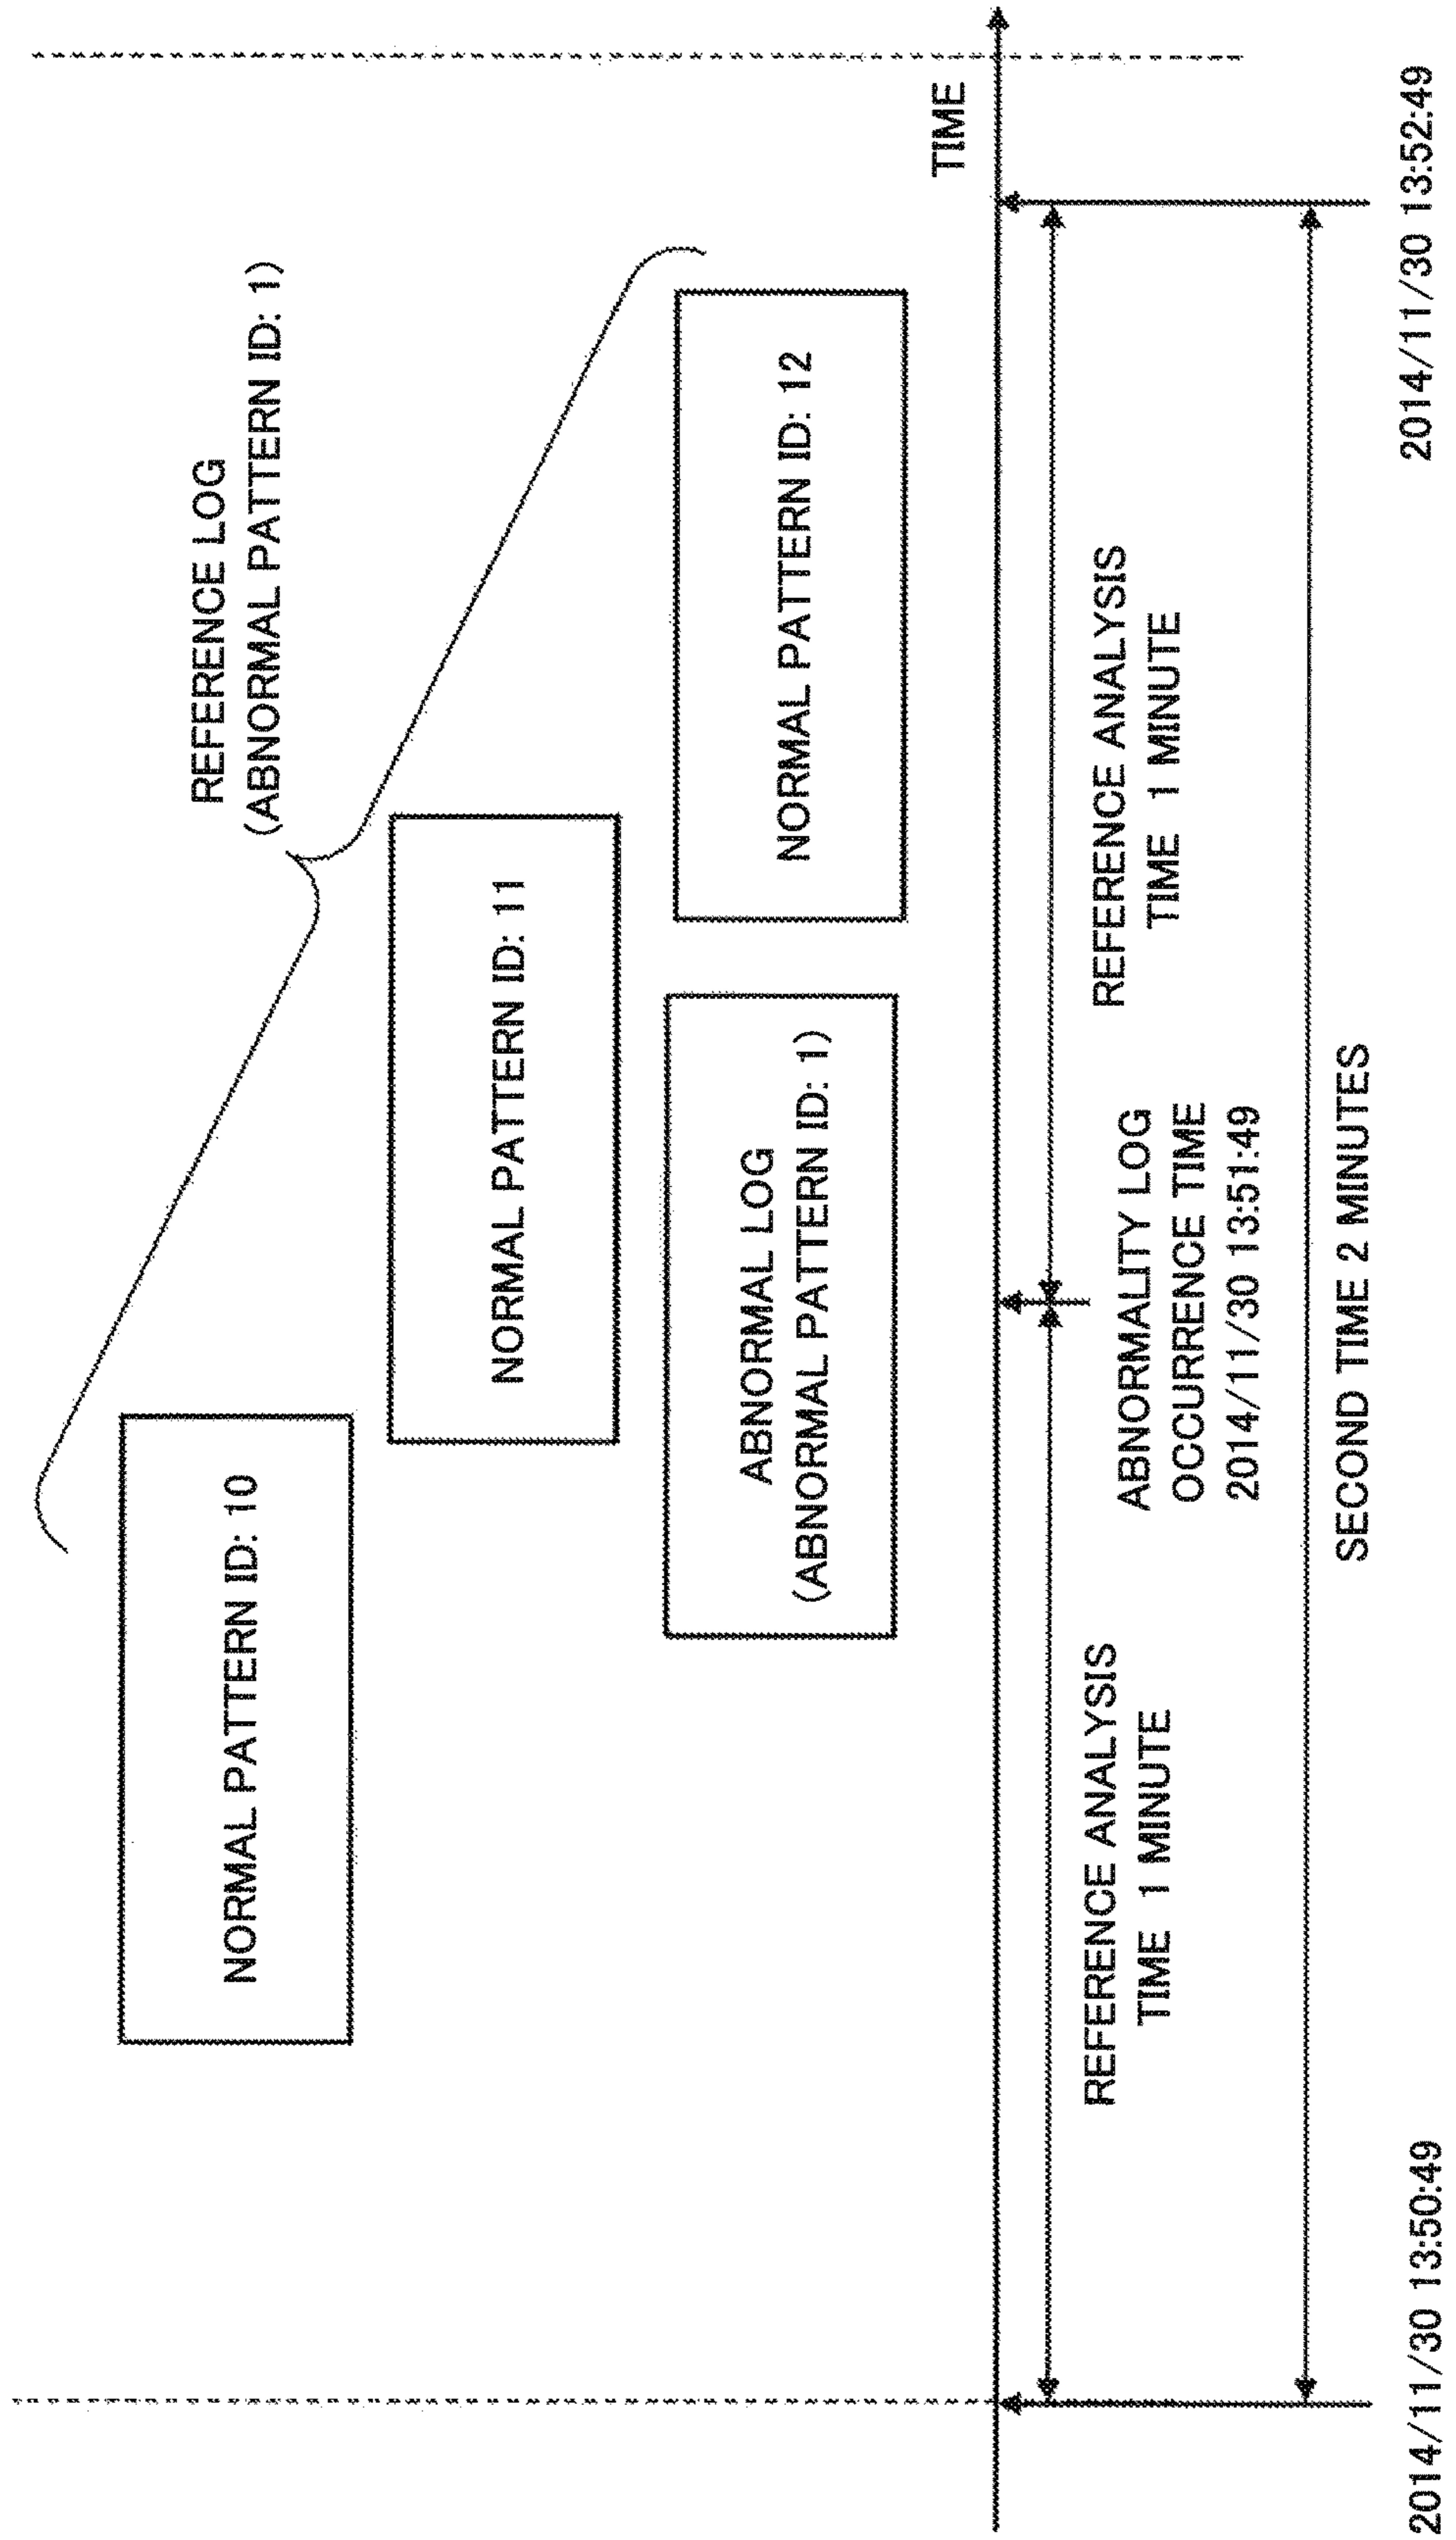 REFERENCE LOG
(ABNORMAL PATTERN ID: 1)
NORMAL PATTERN ID: 10
NORMAL PATTERN ID: 11
ABNORMAL LOG
(ABNORMAL PATTERN ID: 1)
NORMAL PATTERN ID: 12
TIME
REFERENCE ANALYSIS
TIME 1 MINUTE
ABNORMALITY LOG
OCCURRENCE TIME
2014/11/30 13:51:49
REFERENCE ANALYSIS
TIME 1 MINUTE
SECOND TIME 2 MINUTES
2014/11/30 13:50:49
2014/11/30 13:52:49